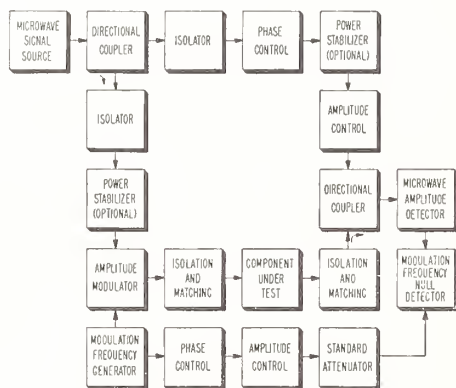 MICROWAVE
SIGNAL
SOURCE
DIRECTIONAL
COUPLER
ISOLATOR
PHASE
CONTROL
POWER
STABILIZER
(OPTIONAL)
ISOLATOR
AMPLITUDE
CONTROL
POWER
STABILIZER
(OPTIONAL)
DIRECTIONAL
COUPLER
MICROWAVE
AMPLITUDE
DETECTOR
AMPLITUDE
MODULATOR
ISOLATION
AND
MATCHING
COMPONENT
UNDER
TEST
ISOLATION
AND
MATCHING
MODULATION
FREQUENCY
NULL
DETECTOR
MODULATION
FREQUENCY
GENERATOR
PHASE
CONTROL
AMPLITUDE
CONTROL
STANDARD
ATTENUATOR